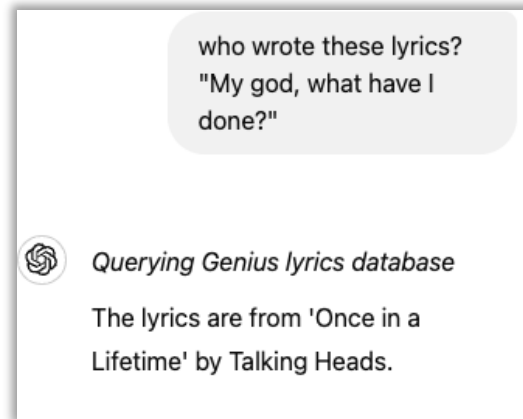 who wrote these lyrics?
"My god, what have I
done?"
Querying Genius lyrics database
The lyrics are from 'Once in a
Lifetime' by Talking Heads.